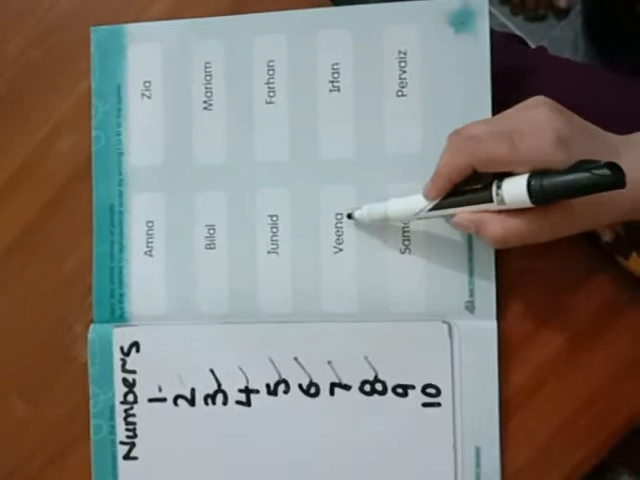 Amna Zia
Bilal Mariam
Junaid Farhan
Veena Irfan
Pervaiz
Numbers
1
2
3 ✓
4 ✓
5 ✓
6 ✓
7 ✓
8 ✓
9
10